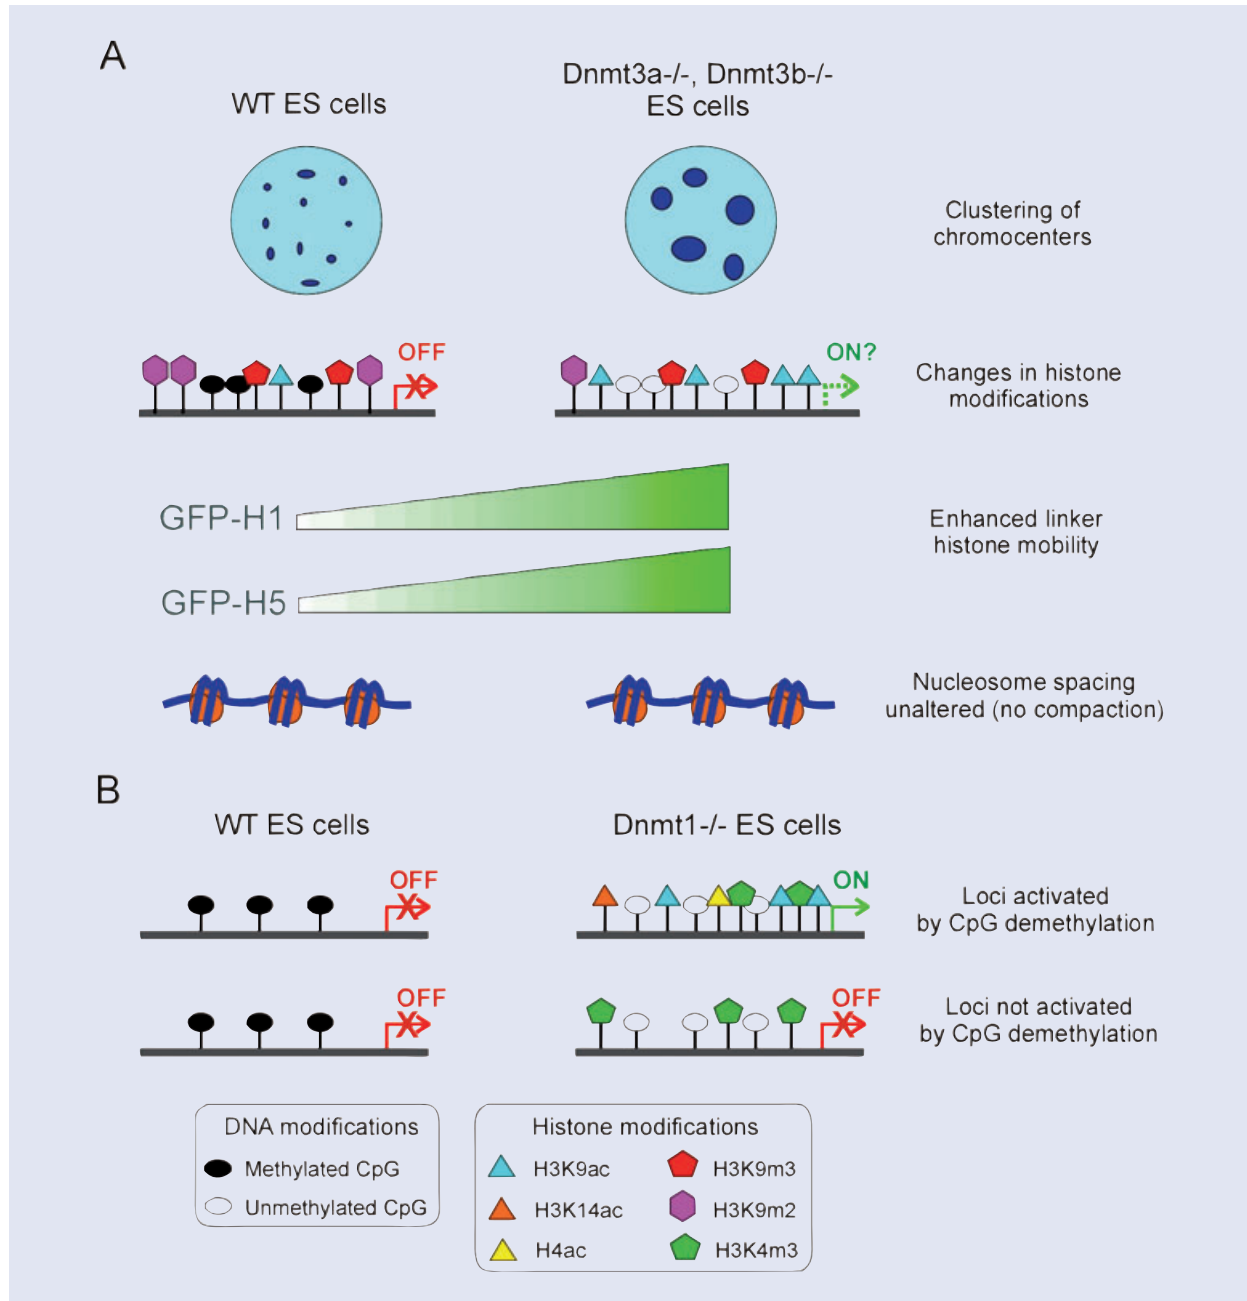 A
WT ES cells
Dnmt3a-/-, Dnmt3b-/-
ES cells
Clustering of
chromocenters
OFF
ON?
Changes in histone
modifications
GFP-H1
Enhanced linker
histone mobility
GFP-H5
Nucleosome spacing
unaltered (no compaction)
B
WT ES cells
Dnmt1-/- ES cells
OFF
ON
Loci activated
by CpG demethylation
OFF
OFF
Loci not activated
by CpG demethylation
DNA modifications
Methylated CpG
Unmethylated CpG
Histone modifications
H3K9ac
H3K9m3
H3K14ac
H3K9m2
H4ac
H3K4m3